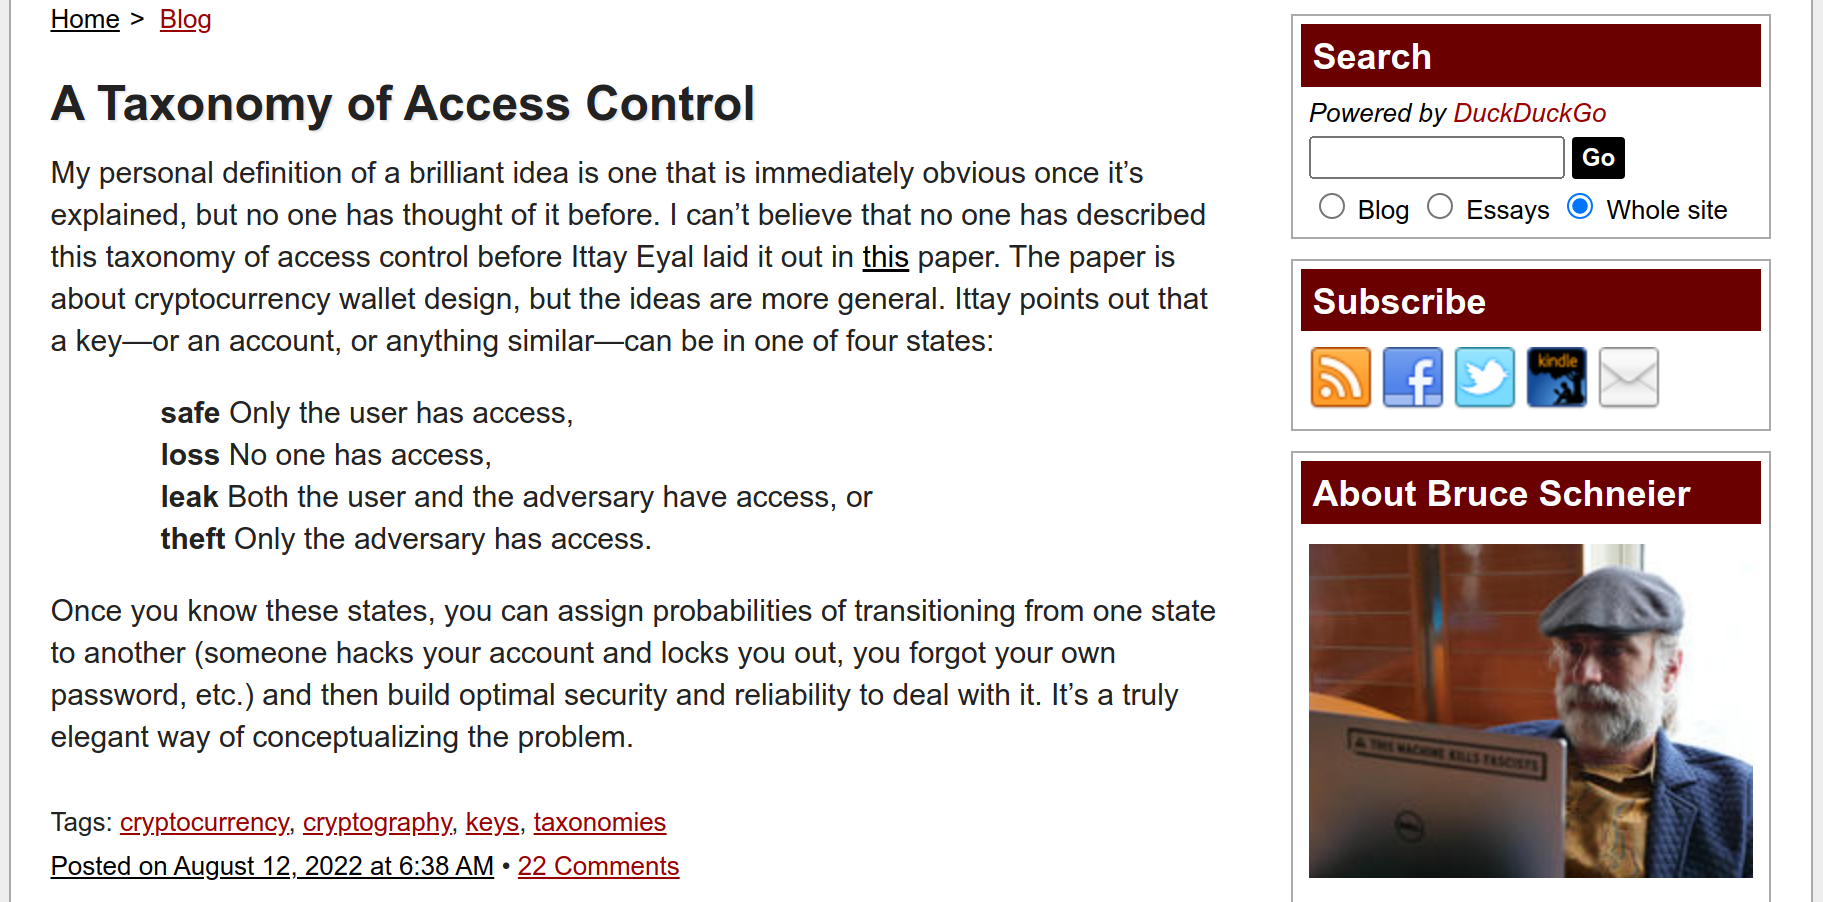 Home > Blog
A Taxonomy of Access Control
My personal definition of a brilliant idea is one that is immediately obvious once it’s
explained, but no one has thought of it before. I can’t believe that no one has described
this taxonomy of access control before Ittay Eyal laid it out in this paper. The paper is
about cryptocurrency wallet design, but the ideas are more general. Ittay points out that
a key—or an account, or anything similar—can be in one of four states:
safe Only the user has access,
loss No one has access,
leak Both the user and the adversary have access, or
theft Only the adversary has access.
Once you know these states, you can assign probabilities of transitioning from one state
to another (someone hacks your account and locks you out, you forgot your own
password, etc.) and then build optimal security and reliability to deal with it. It’s a truly
elegant way of conceptualizing the problem.
Tags: cryptocurrency, cryptography, keys, taxonomies
Posted on August 12, 2022 at 6:38 AM • 22 Comments
Search
Powered by DuckDuckGo
Go
Blog Essays Whole site
Subscribe
kindle
About Bruce Schneier
THIS MACHINE KILLS FASCISTS
DELL